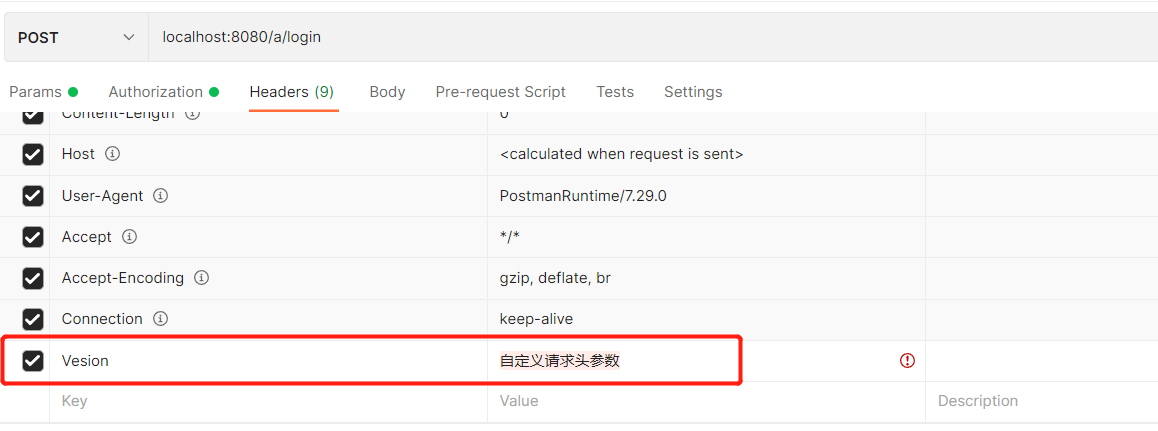 POST localhost:8080/a/login
Params Authorization Headers (9) Body Pre-request Script Tests Settings
Content-Length 0
Host <calculated when request is sent>
User-Agent PostmanRuntime/7.29.0
Accept */*
Accept-Encoding gzip, deflate, br
Connection keep-alive
Vesion 自定义请求头参数
Key Value Description